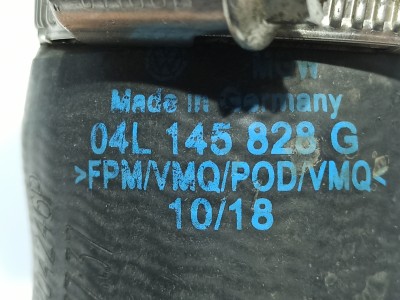 Made in Germany
04L 145 828 G
>FPM/VMQ/POD/VMQ<
10/18